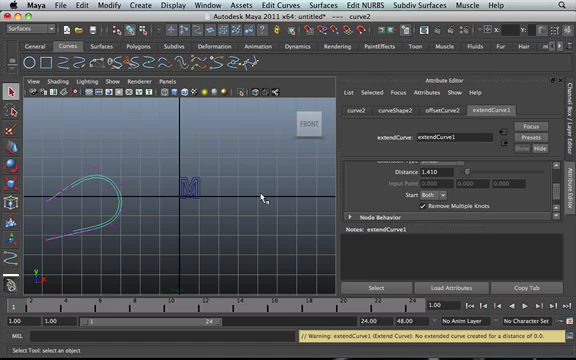 Maya File Edit Modify Create Display Window Assets Edit Curves Surfaces Edit NURBS Subdiv Surfaces Muscle
Autodesk Maya 2011 x64: untitled* --- curve2
Surfaces
General Curves Surfaces Polygons Subdivs Deformation Animation Dynamics Rendering PaintEffects Toon Muscle Fluids Fur Hair
View Shading Lighting Show Renderer Panels
FRONT
M
y
x
Attribute Editor
List Selected Focus Attributes Show Help
curve2 curveShape2 offsetCurve2 extendCurve1
extendCurve: extendCurve1
Focus
Presets
Show Hide
Distance 1.410
Input Point 0.000 0.000 0.000
Start Both
Remove Multiple Knots
Node Behavior
Notes: extendCurve1
Select Load Attributes Copy Tab
Channel Box / Layer Editor
Attribute Editor
1 2 4 6 8 10 12 14 16 18 20 22 24 1.00
1.00 1.00 1 24 24.00 48.00 No Anim Layer No Character Set
MEL // Warning: extendCurve1 (Extend Curve): No extended curve created for a distance of 0.0.
Select Tool: select an object